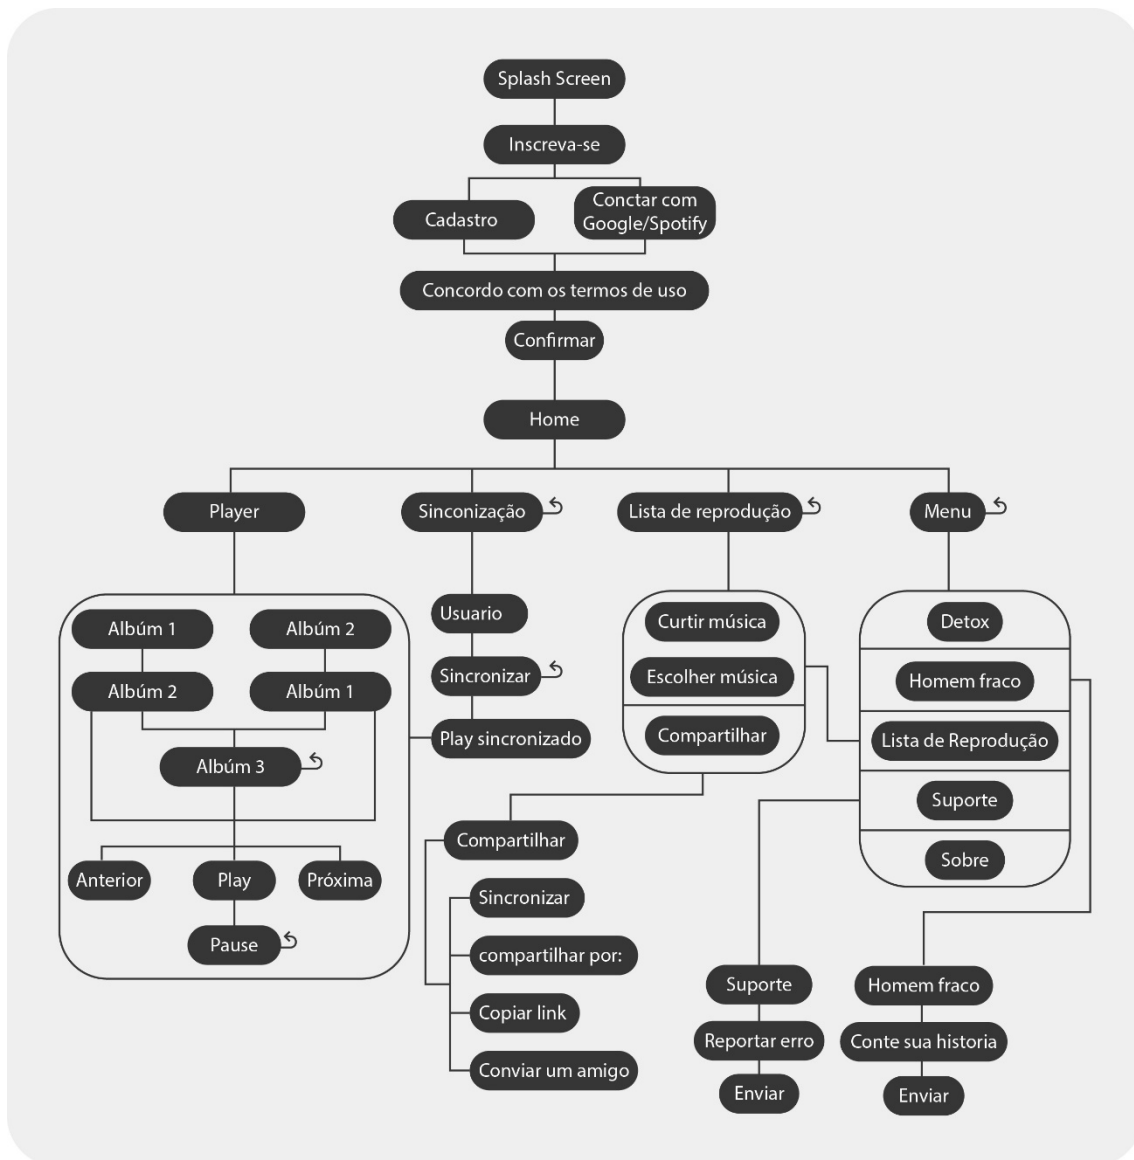 Splash Screen
Inscreva-se
Cadastro
Conctar com
Google/Spotify
Concordo com os termos de uso
Confirmar
Home
Player
Sinconização
Lista de reprodução
Menu
Albúm 1
Albúm 2
Albúm 2
Albúm 1
Albúm 3
Anterior
Play
Próxima
Pause
Usuario
Sincronizar
Play sincronizado
Curtir música
Escolher música
Compartilhar
Detox
Homem fraco
Lista de Reprodução
Suporte
Sobre
Compartilhar
Sincronizar
compartilhar por:
Copiar link
Conviar um amigo
Suporte
Reportar erro
Enviar
Homem fraco
Conte sua historia
Enviar